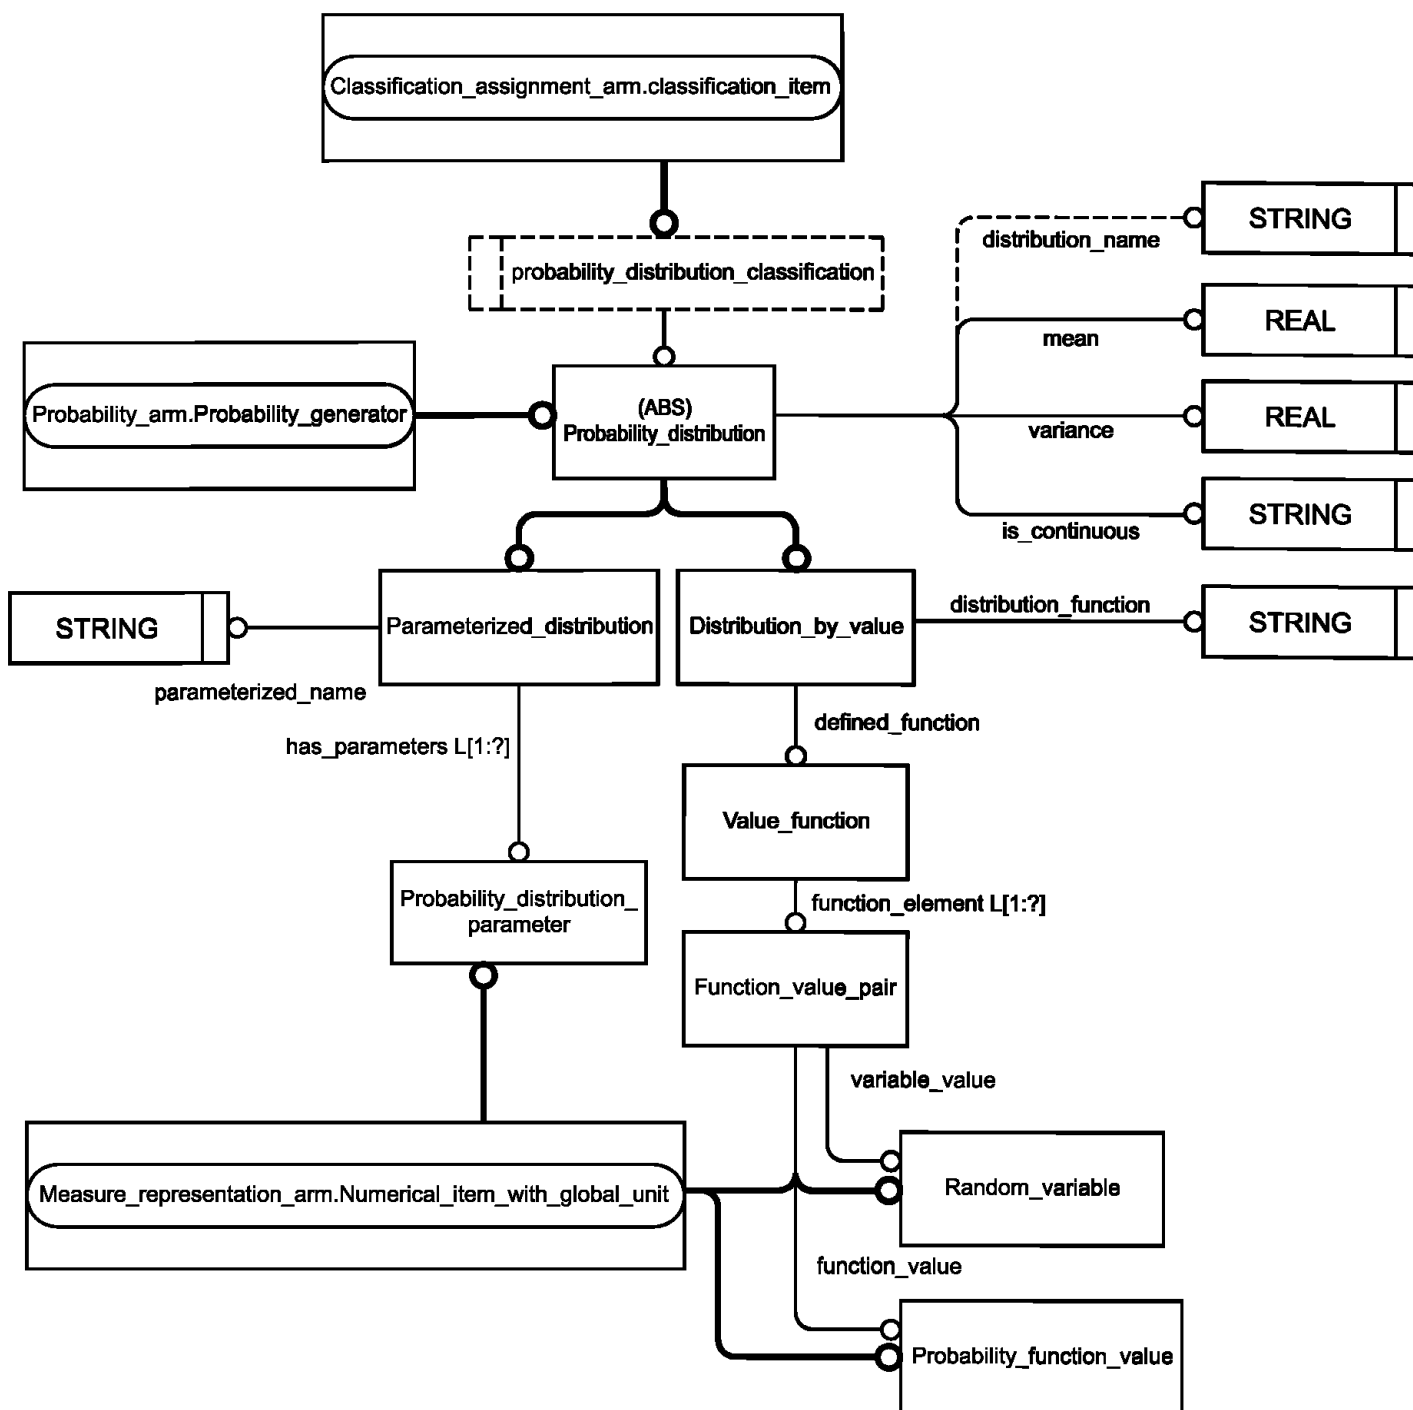 Classification_assignment_arm.classification_item
STRING
distribution_name
probability_distribution_classification
REAL
mean
Probability_arm.Probability_generator
(ABS)
Probability_distribution
REAL
variance
STRING
is_continuous
STRING
Parameterized_distribution
Distribution_by_value
distribution_function
STRING
parameterized_name
has_parameters L[1:?]
defined_function
Value_function
Probability_distribution_
parameter
function_element L[1:?]
Function_value_pair
variable_value
Measure_representation_arm.Numerical_item_with_global_unit
Random_variable
function_value
Probability_function_value